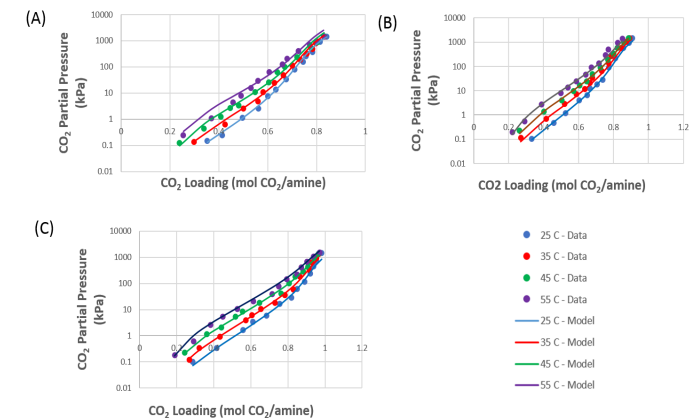 (A)
CO2 Partial Pressure
(kPa)
10000
1000
100
10
1
0.1
0.01
0
0.2
0.4
0.6
0.8
1
CO2 Loading (mol CO2/amine)
(B)
CO2 Partial Pressure
(kPa)
10000
1000
100
10
1
0.1
0.01
0
0.2
0.4
0.6
0.8
1
CO2 Loading (mol CO2/amine)
(C)
CO2 Partial Pressure
(kPa)
10000
1000
100
10
1
0.1
0.01
0
0.2
0.4
0.6
0.8
1
CO2 Loading (mol CO2/amine)
25 C - Data
35 C - Data
45 C - Data
55 C - Data
25 C - Model
35 C - Model
45 C - Model
55 C - Model